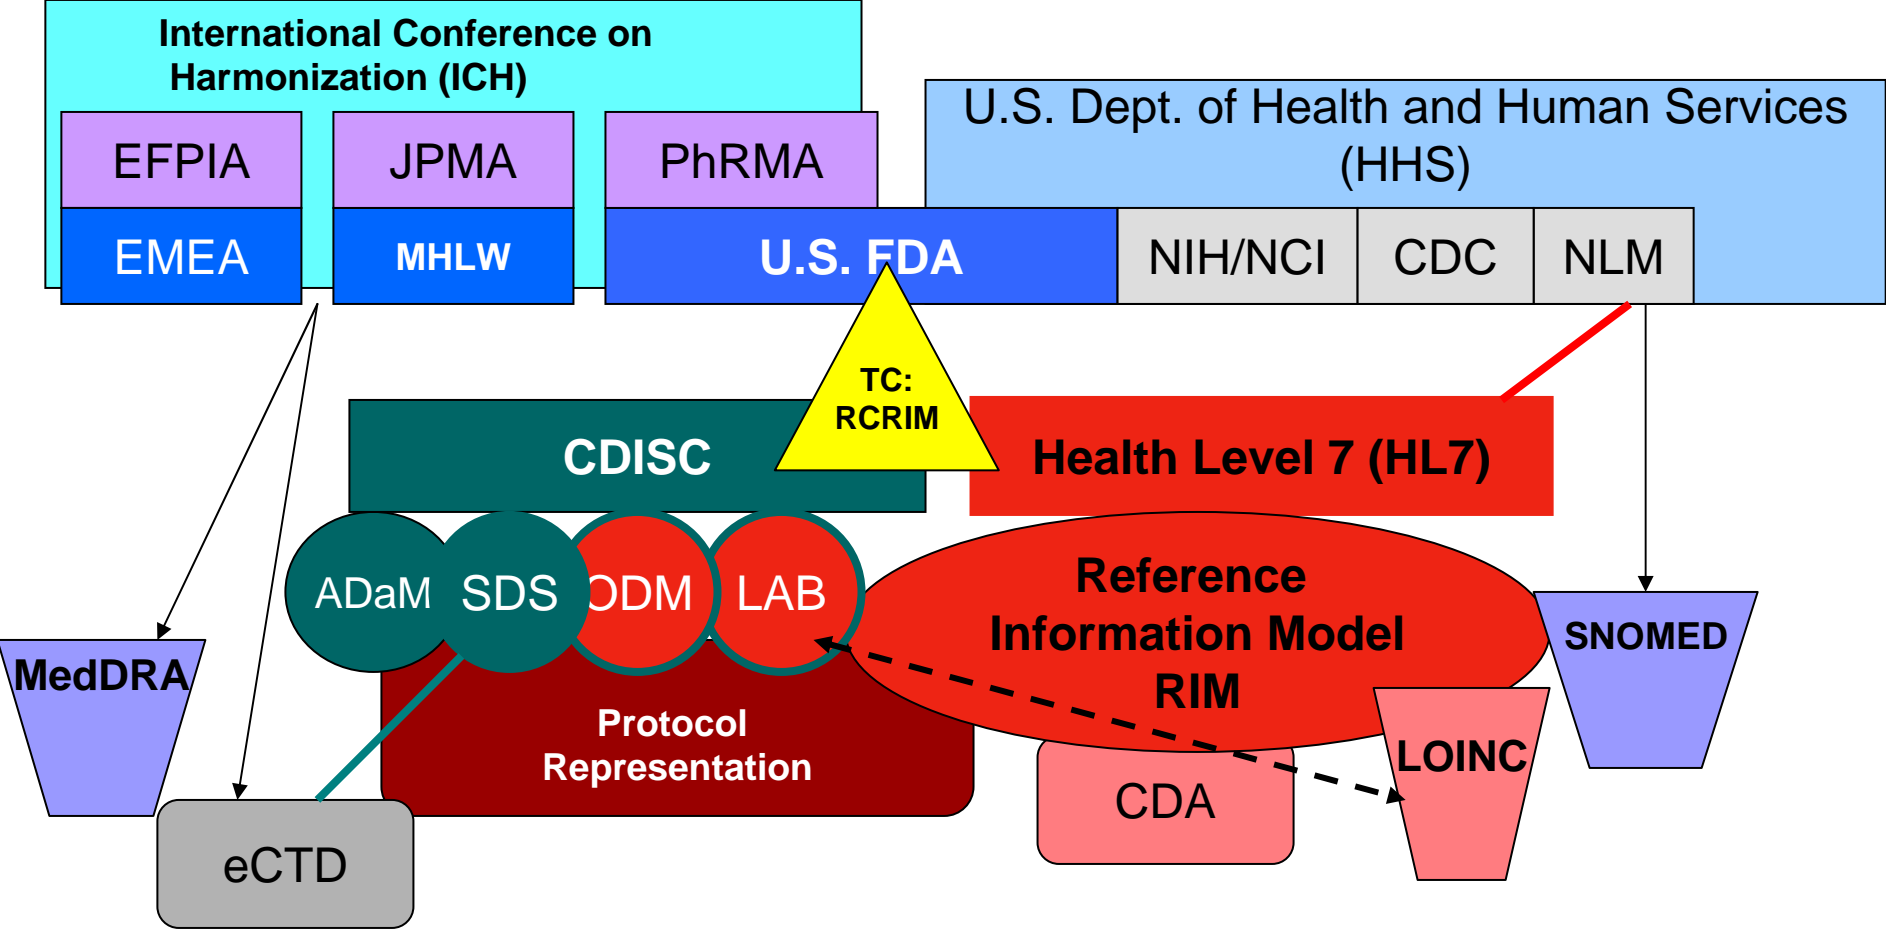 International Conference on
Harmonization (ICH)
U.S. Dept. of Health and Human Services
(HHS)
EFPIA
JPMA
PhRMA
EMEA
MHLW
U.S. FDA
NIH/NCI
CDC
NLM
TC:
RCRIM
CDISC
Health Level 7 (HL7)
ADaM
SDS
ODM
LAB
Reference
Information Model
RIM
SNOMED
MedDRA
Protocol
Representation
LOINC
CDA
eCTD